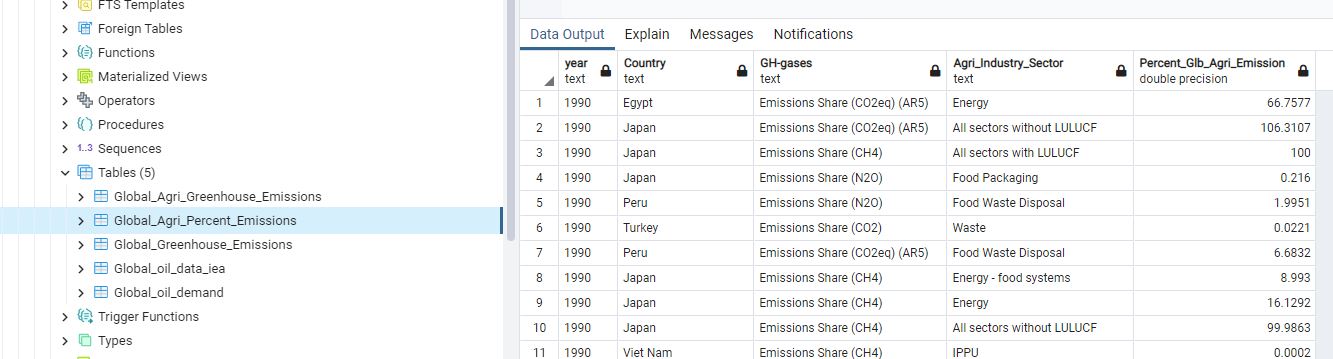 FTS Templates
Foreign Tables
Functions
Materialized Views
Operators
Procedures
1..3 Sequences
Tables (5)
Global_Agri_Greenhouse_Emissions
Global_Agri_Percent_Emissions
Global_Greenhouse_Emissions
Global_oil_data_iea
Global_oil_demand
Trigger Functions
Types
Data Output Explain Messages Notifications
year Country GH-gases Agri_Industry_Sector Percent_Glb_Agri_Emission
text text text text double precision
1 1990 Egypt Emissions Share (CO2eq) (AR5) Energy 66.7577
2 1990 Japan Emissions Share (CO2eq) (AR5) All sectors without LULUCF 106.3107
3 1990 Japan Emissions Share (CH4) All sectors with LULUCF 100
4 1990 Japan Emissions Share (N2O) Food Packaging 0.216
5 1990 Peru Emissions Share (N2O) Food Waste Disposal 1.9951
6 1990 Turkey Emissions Share (CO2) Waste 0.0221
7 1990 Peru Emissions Share (CO2eq) (AR5) Food Waste Disposal 6.6832
8 1990 Japan Emissions Share (CH4) Energy - food systems 8.993
9 1990 Japan Emissions Share (CH4) Energy 16.1292
10 1990 Japan Emissions Share (CH4) All sectors without LULUCF 99.9863
11 1990 Viet Nam Emissions Share (CH4) IPPU 0.0002